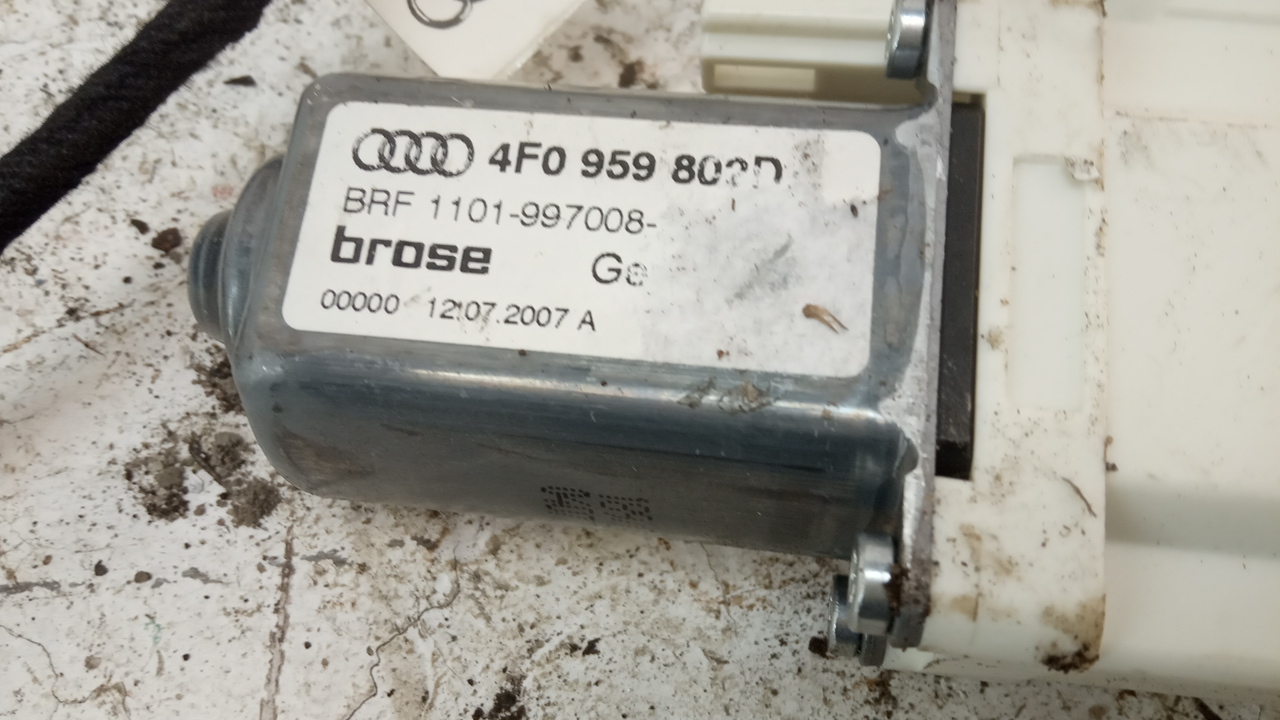 4F0 959 802D
BRF 1101-997008-
brose Ge
00000 12.07.2007 A